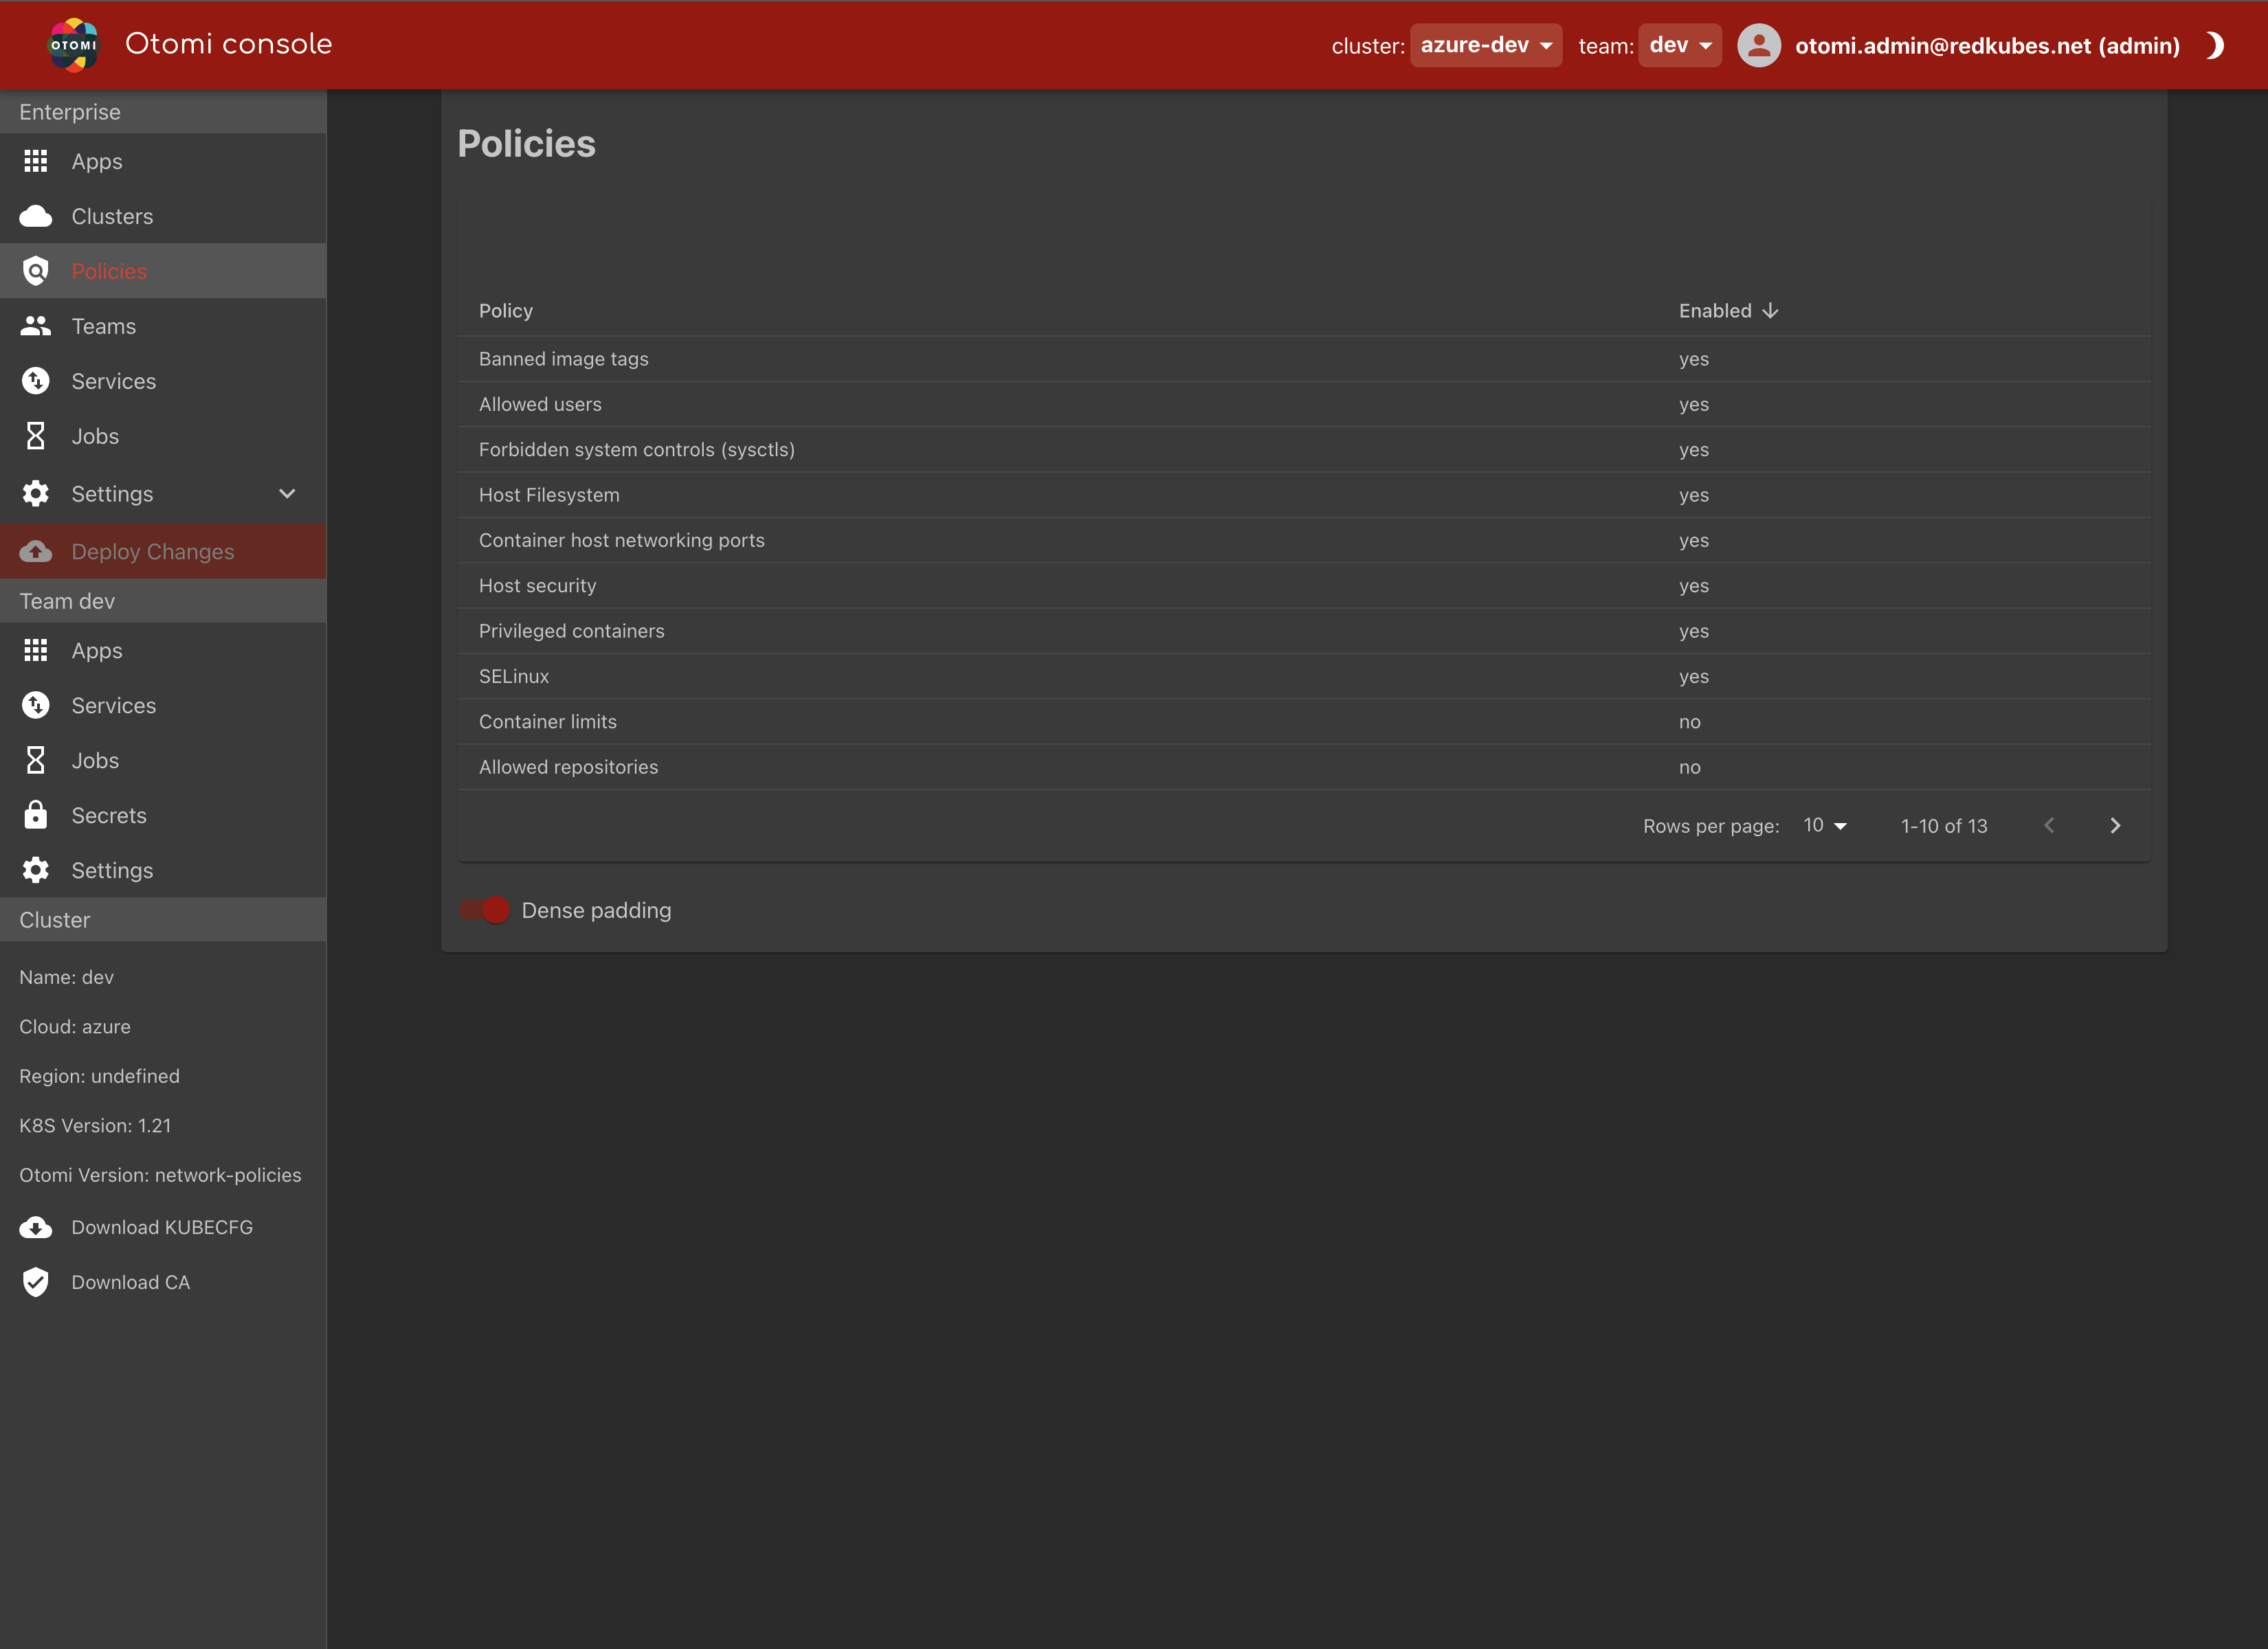 OTOMI
Otomi console
cluster: azure-dev team: dev otomi.admin@redkubes.net (admin)
Enterprise
Apps
Clusters
Policies
Teams
Services
Jobs
Settings
Deploy Changes
Team dev
Apps
Services
Jobs
Secrets
Settings
Cluster
Name: dev
Cloud: azure
Region: undefined
K8S Version: 1.21
Otomi Version: network-policies
Download KUBECFG
Download CA
Policies
Policy Enabled
Banned image tags yes
Allowed users yes
Forbidden system controls (sysctls) yes
Host Filesystem yes
Container host networking ports yes
Host security yes
Privileged containers yes
SELinux yes
Container limits no
Allowed repositories no
Rows per page: 10 1-10 of 13
Dense padding